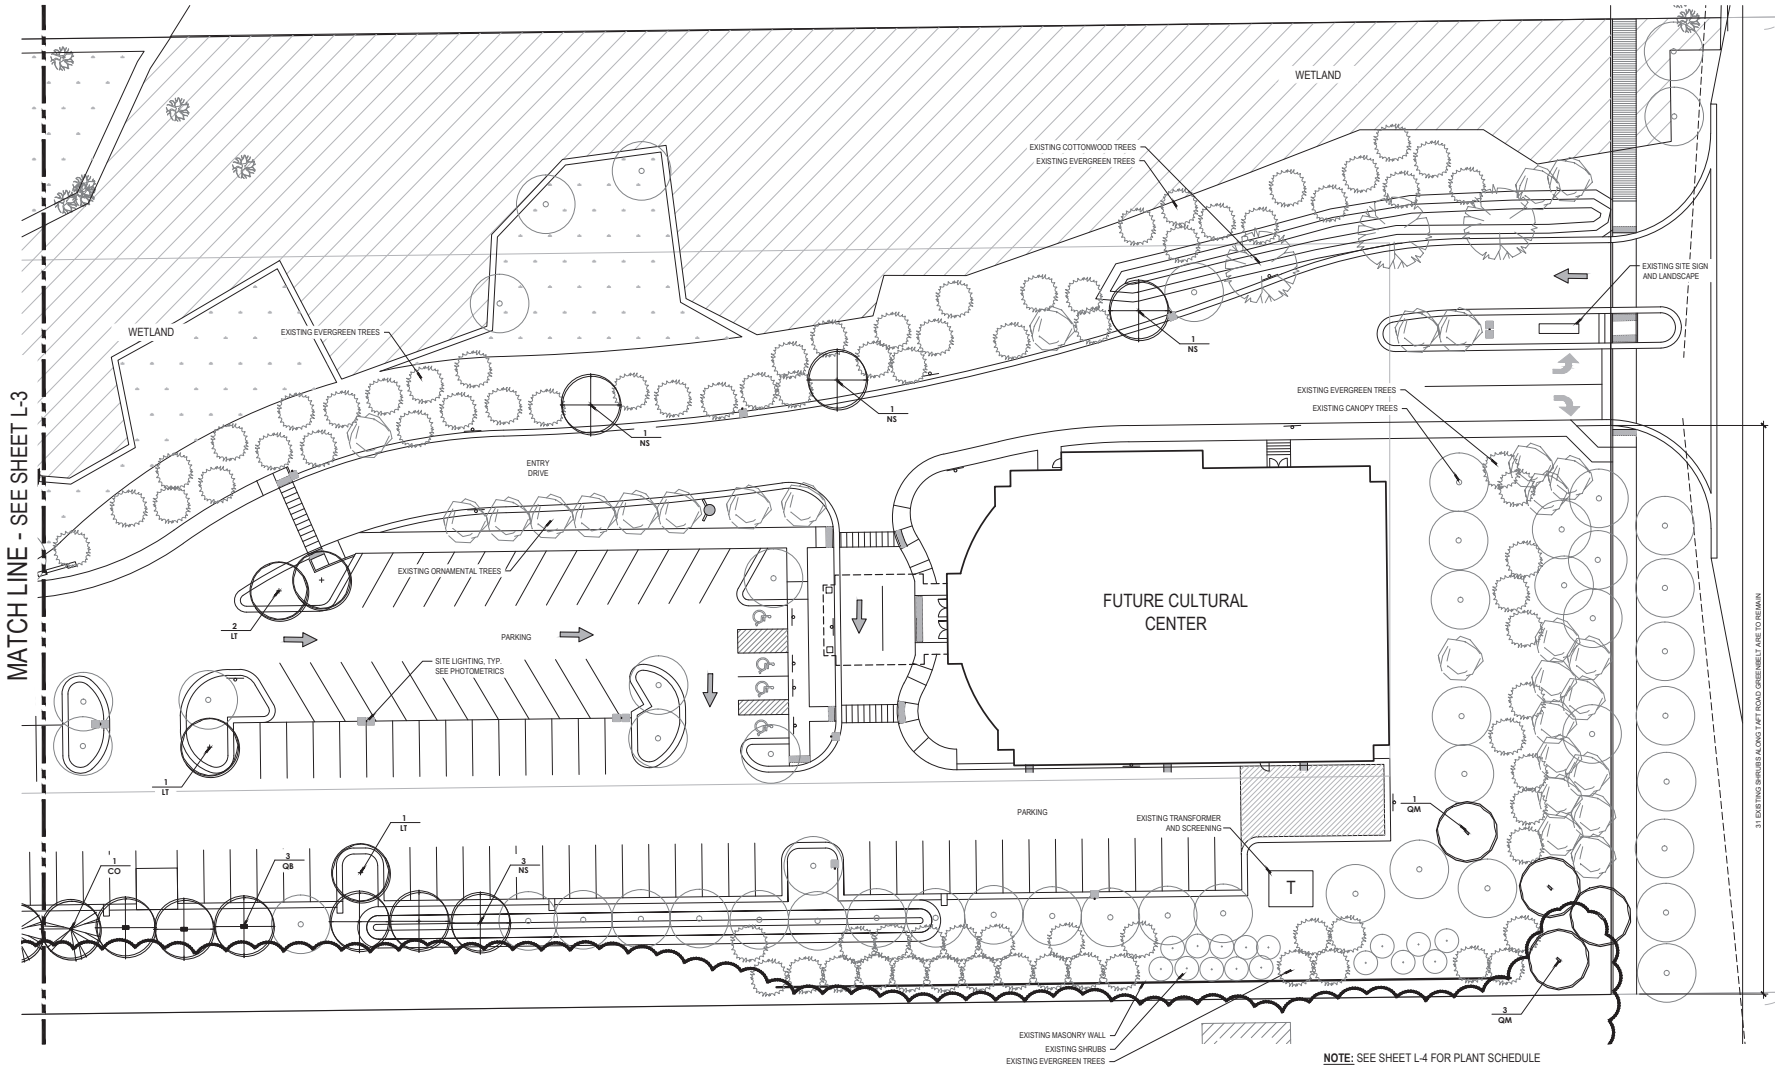 WETLAND
EXISTING COTTONWOOD TREES
EXISTING EVERGREEN TREES
EXISTING SITE SIGN
AND LANDSCAPE
WETLAND
EXISTING EVERGREEN TREES
1
NS
MATCH LINE - SEE SHEET L-3
EXISTING EVERGREEN TREES
EXISTING CANOPY TREES
1
NS
1
NS
ENTRY
DRIVE
EXISTING ORNAMENTAL TREES
FUTURE CULTURAL
CENTER
2
LT
PARKING
SITE LIGHTING, TYP.
SEE PHOTOMETRICS
31 EXISTING SHRUBS ALONG TAFT ROAD GREENBELT ARE TO REMAIN
1
LT
1
QM
PARKING
EXISTING TRANSFORMER
AND SCREENING
1
LT
1
CO
3
QB
3
NS
T
3
QM
EXISTING MASONRY WALL
EXISTING SHRUBS
EXISTING EVERGREEN TREES
NOTE: SEE SHEET L-4 FOR PLANT SCHEDULE